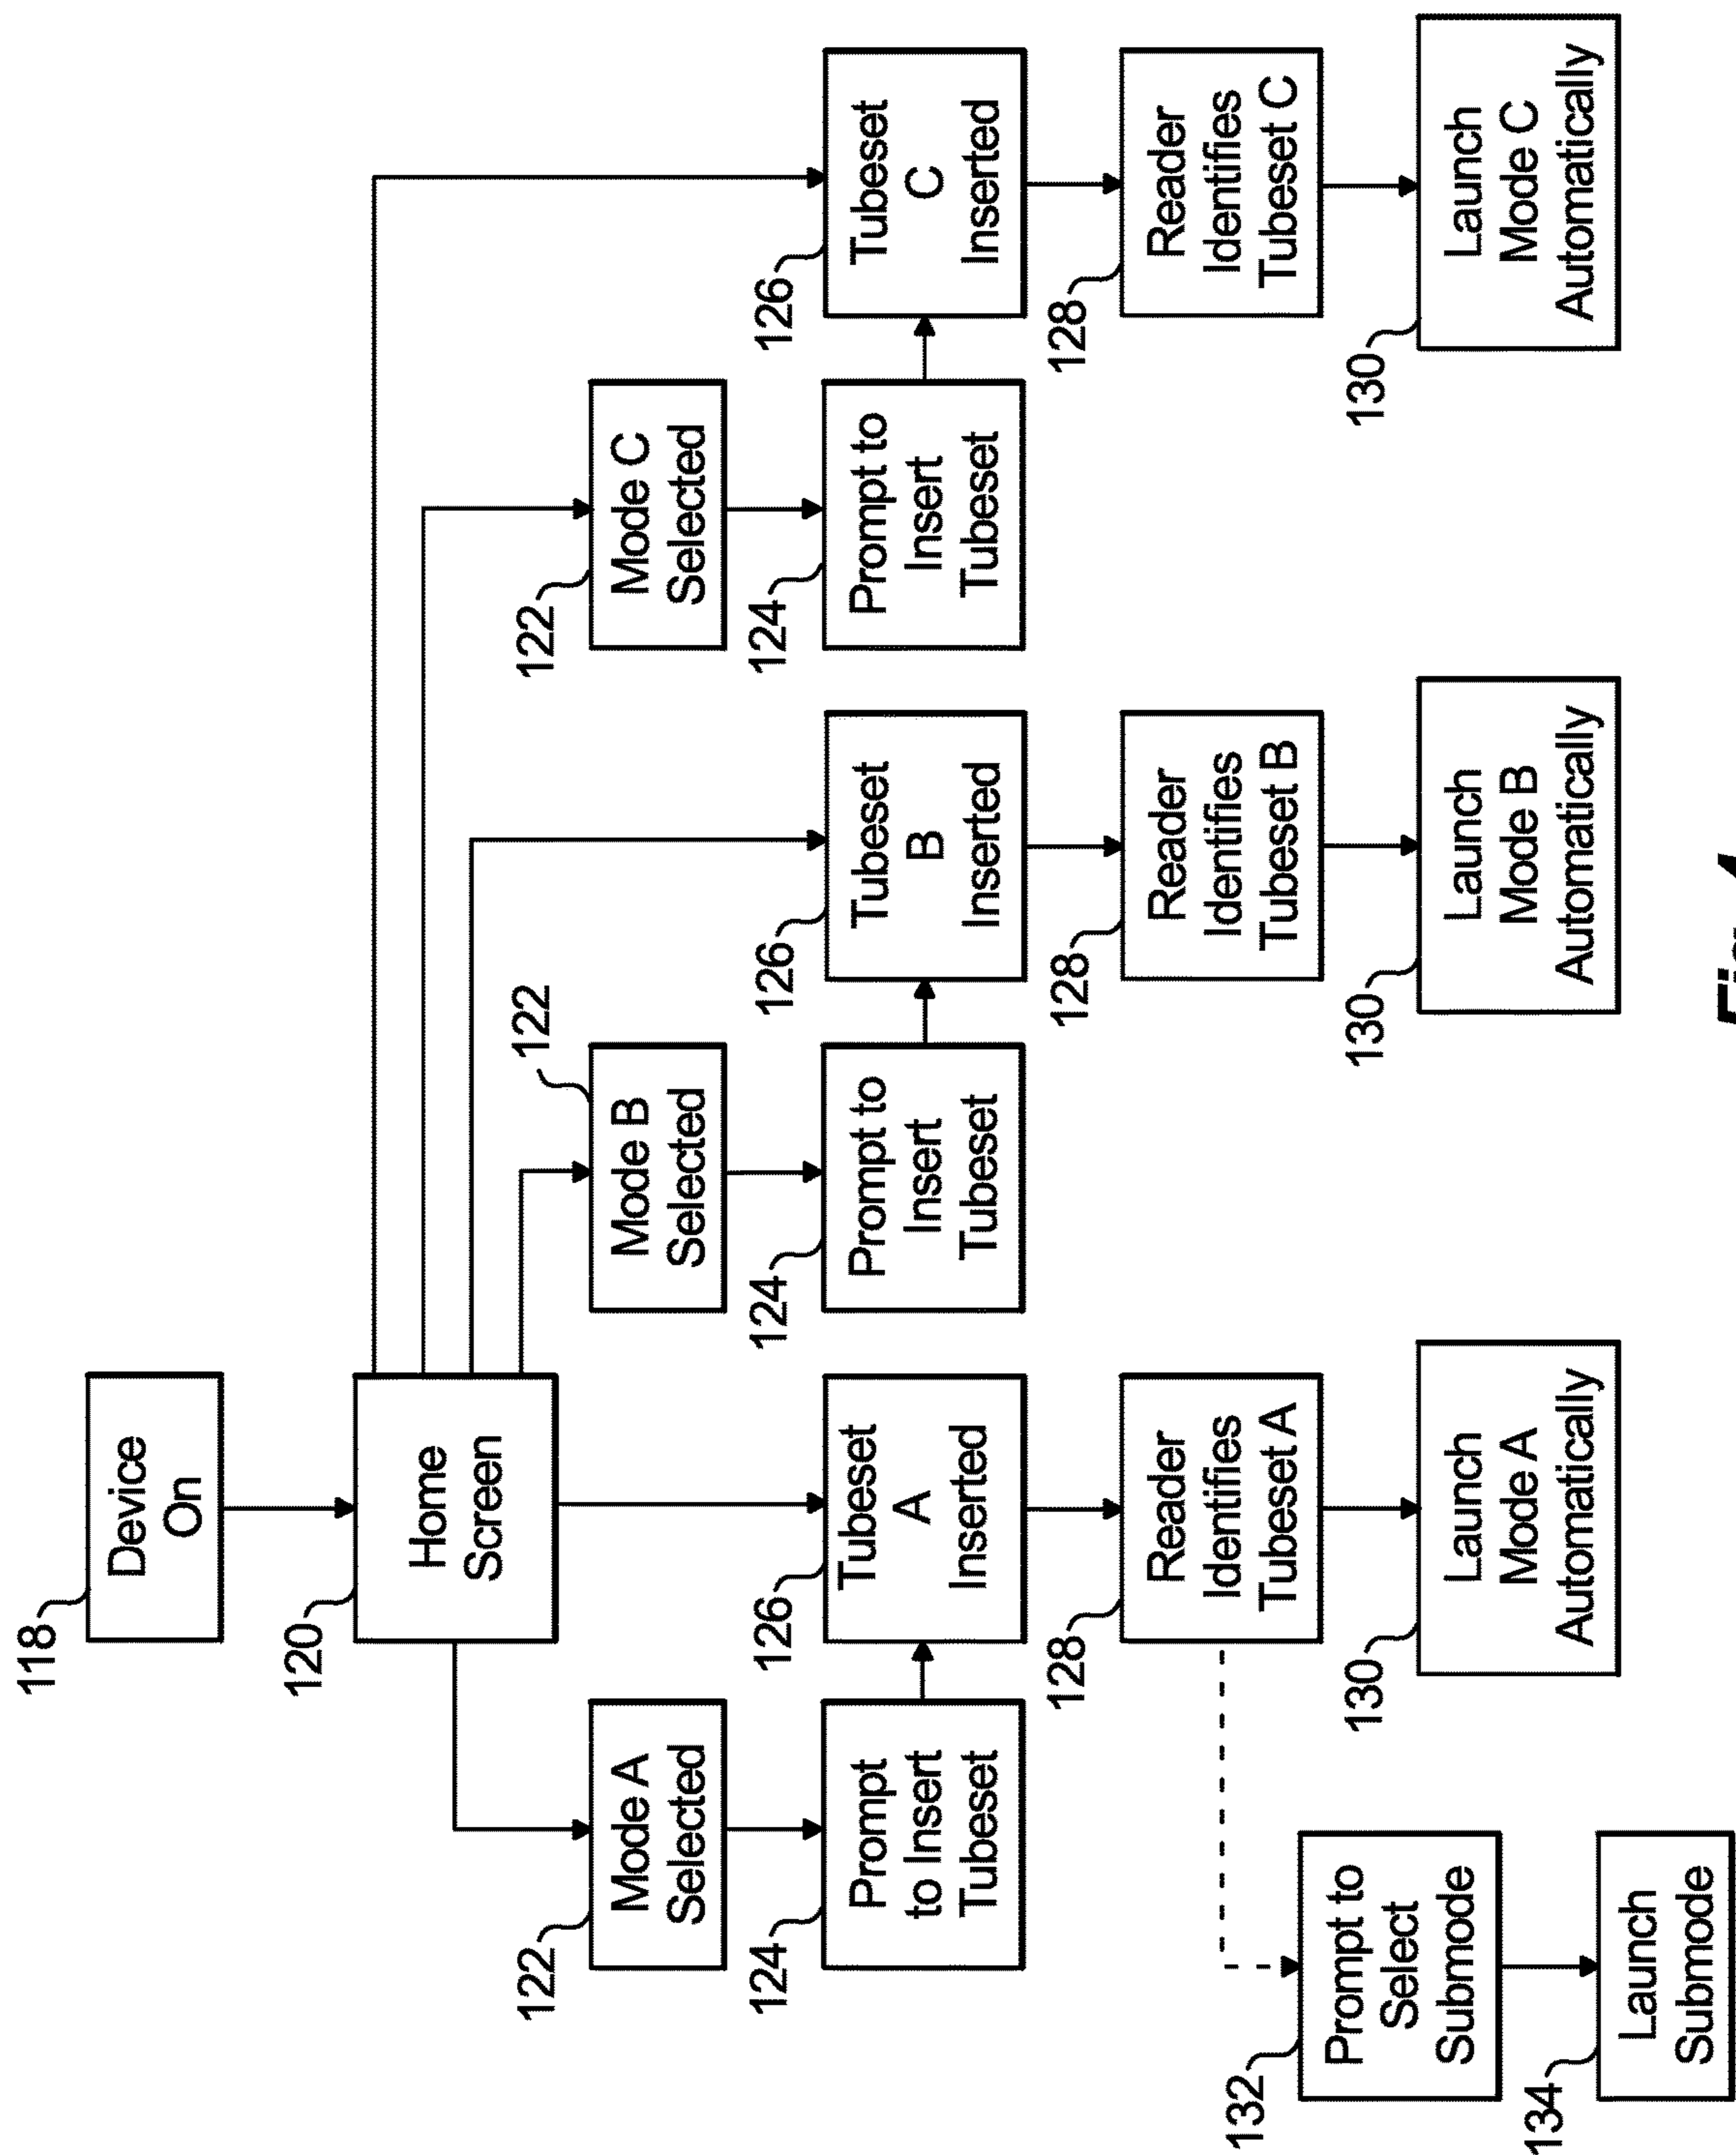 118
Device
On
120
Home
Screen
122
Mode A
Selected
122
Mode B
Selected
122
Mode C
Selected
124
Prompt
to Insert
Tubeset
126
Tubeset
A
Inserted
124
Prompt to
Insert
Tubeset
126
Tubeset
B
Inserted
124
Prompt to
Insert
Tubeset
126
Tubeset
C
Inserted
128
Reader
Identifies
Tubeset A
128
Reader
Identifies
Tubeset B
128
Reader
Identifies
Tubeset C
132
Prompt to
Select
Submode
130
Launch
Mode A
Automatically
130
Launch
Mode B
Automatically
130
Launch
Mode C
Automatically
134
Launch
Submode